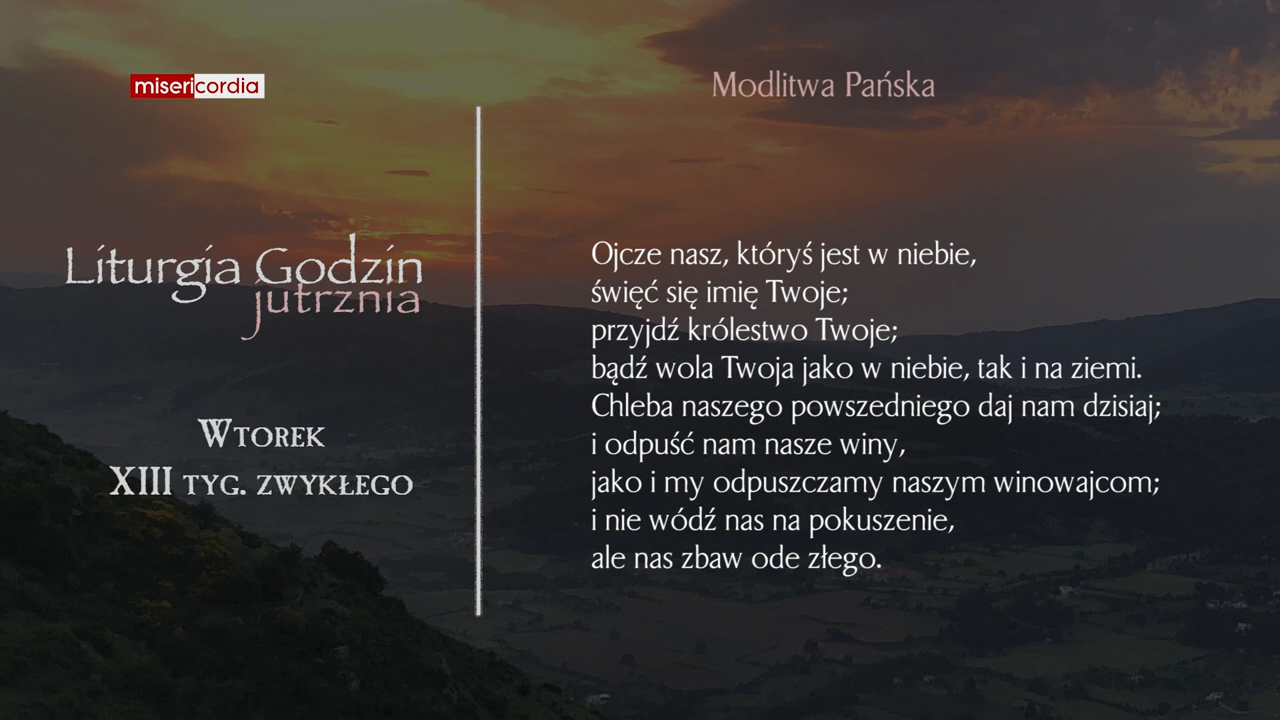 misericordia
Modlitwa Pańska
Liturgia Godzin
jutrznia
Wtorek
XIII tyg. zwykłego
Ojcze nasz, któryś jest w niebie,
święć się imię Twoje;
przyjdź królestwo Twoje;
bądź wola Twoja jako w niebie, tak i na ziemi.
Chleba naszego powszedniego daj nam dzisiaj;
i odpuść nam nasze winy,
jako i my odpuszczamy naszym winowajcom;
i nie wódź nas na pokuszenie,
ale nas zbaw ode złego.